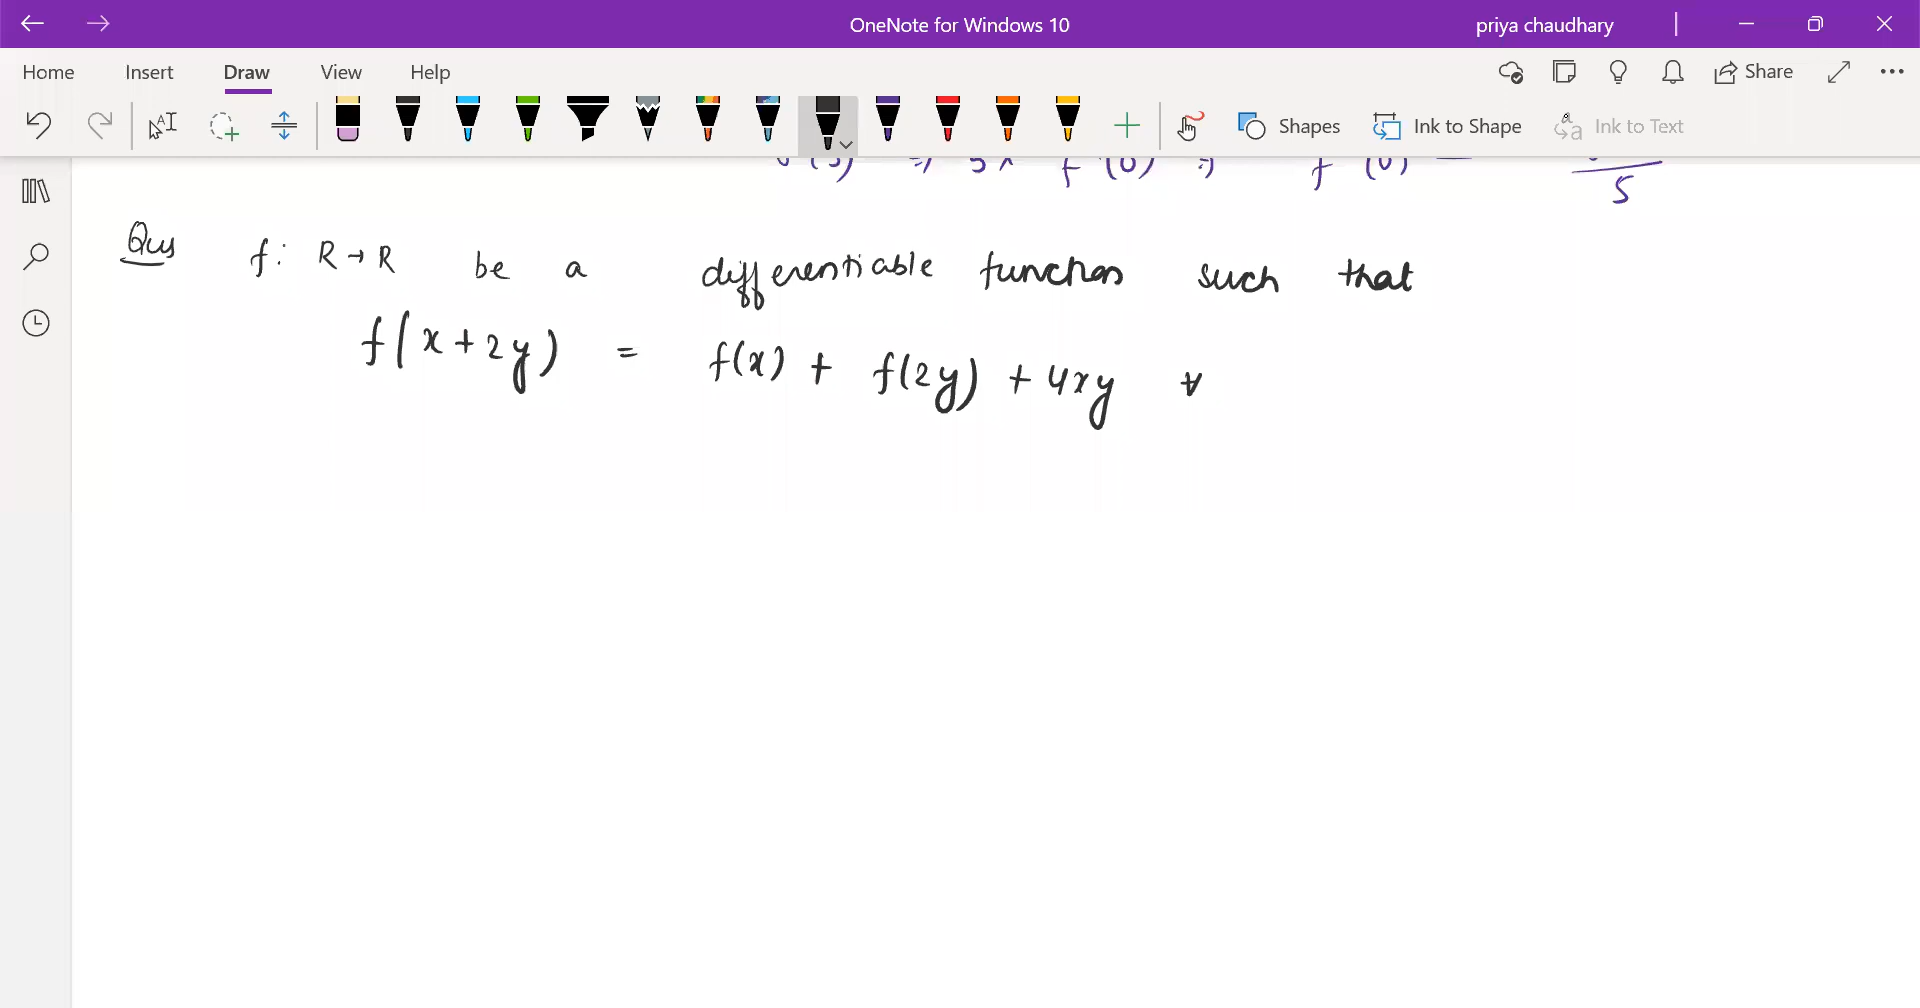 OneNote for Windows 10
priya chaudhary
Home Insert Draw View Help
Share
Shapes Ink to Shape Ink to Text
5
Qus f: R→R be a differentiable function such that
f(x+2y) = f(x) + f(2y) + 4xy ∀